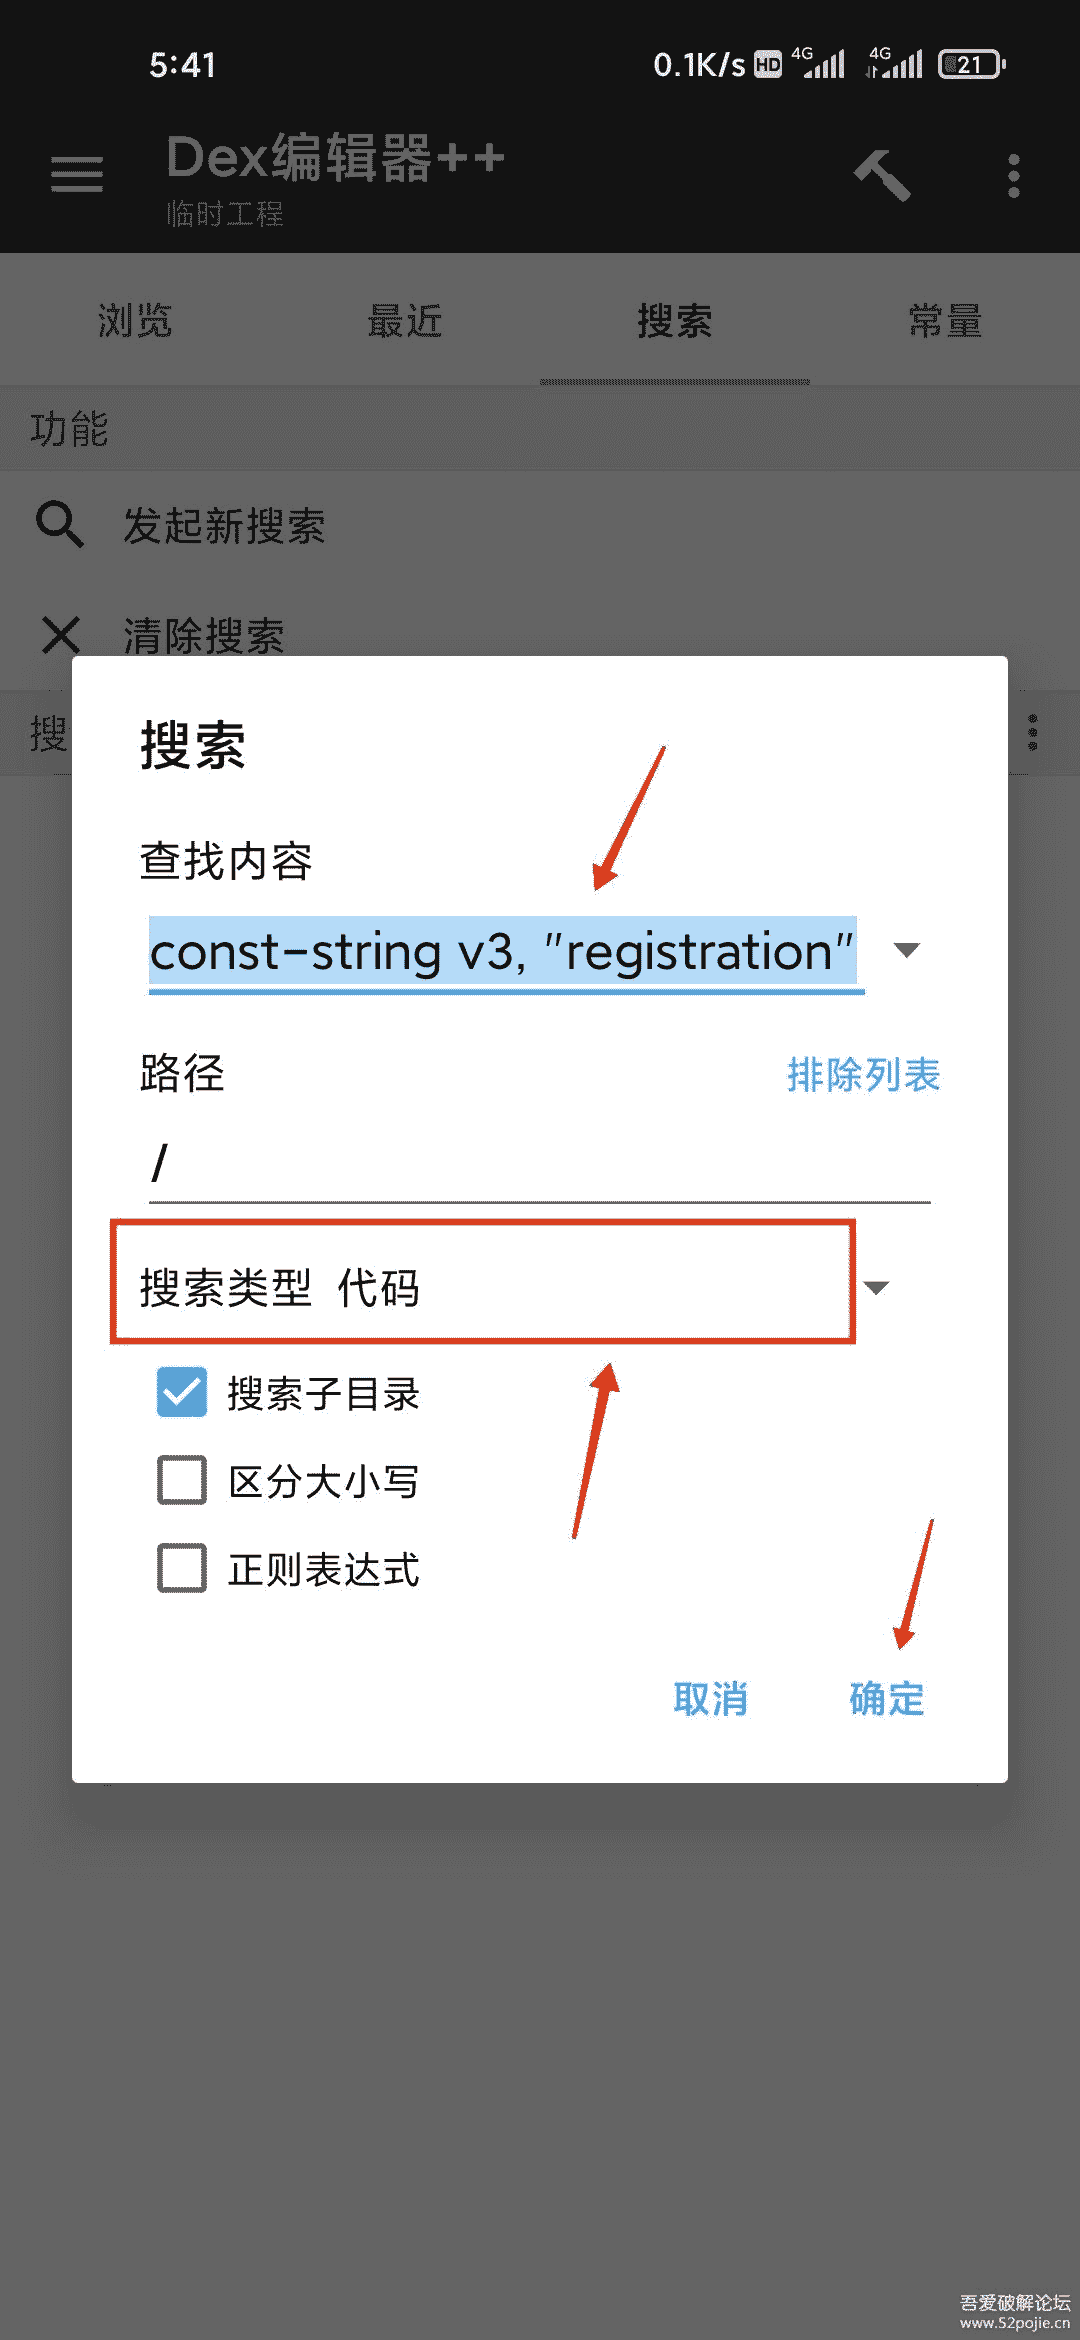 5:41
0.1K/s HD 4G 4G 21
Dex编辑器++
临时工程
浏览 最近 搜索 常量
功能
发起新搜索
清除搜索
搜
搜索
查找内容
const-string v3, "registration"
路径 排除列表
/
搜索类型 代码
搜索子目录
区分大小写
正则表达式
取消 确定
吾爱破解论坛
www.52pojie.cn